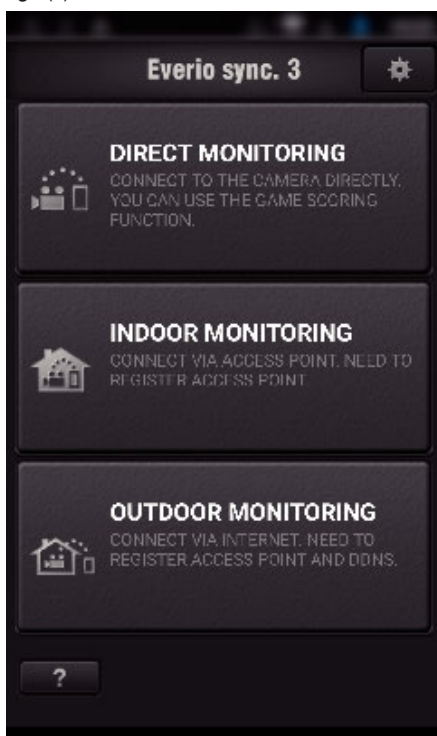 Everio sync. 3
DIRECT MONITORING
CONNECT TO THE CAMERA DIRECTLY.
YOU CAN USE THE GAME SCORING
FUNCTION.
INDOOR MONITORING
CONNECT VIA ACCESS POINT. NEED TO
REGISTER ACCESS POINT.
OUTDOOR MONITORING
CONNECT VIA INTERNET. NEED TO
REGISTER ACCESS POINT AND DDNS.
?